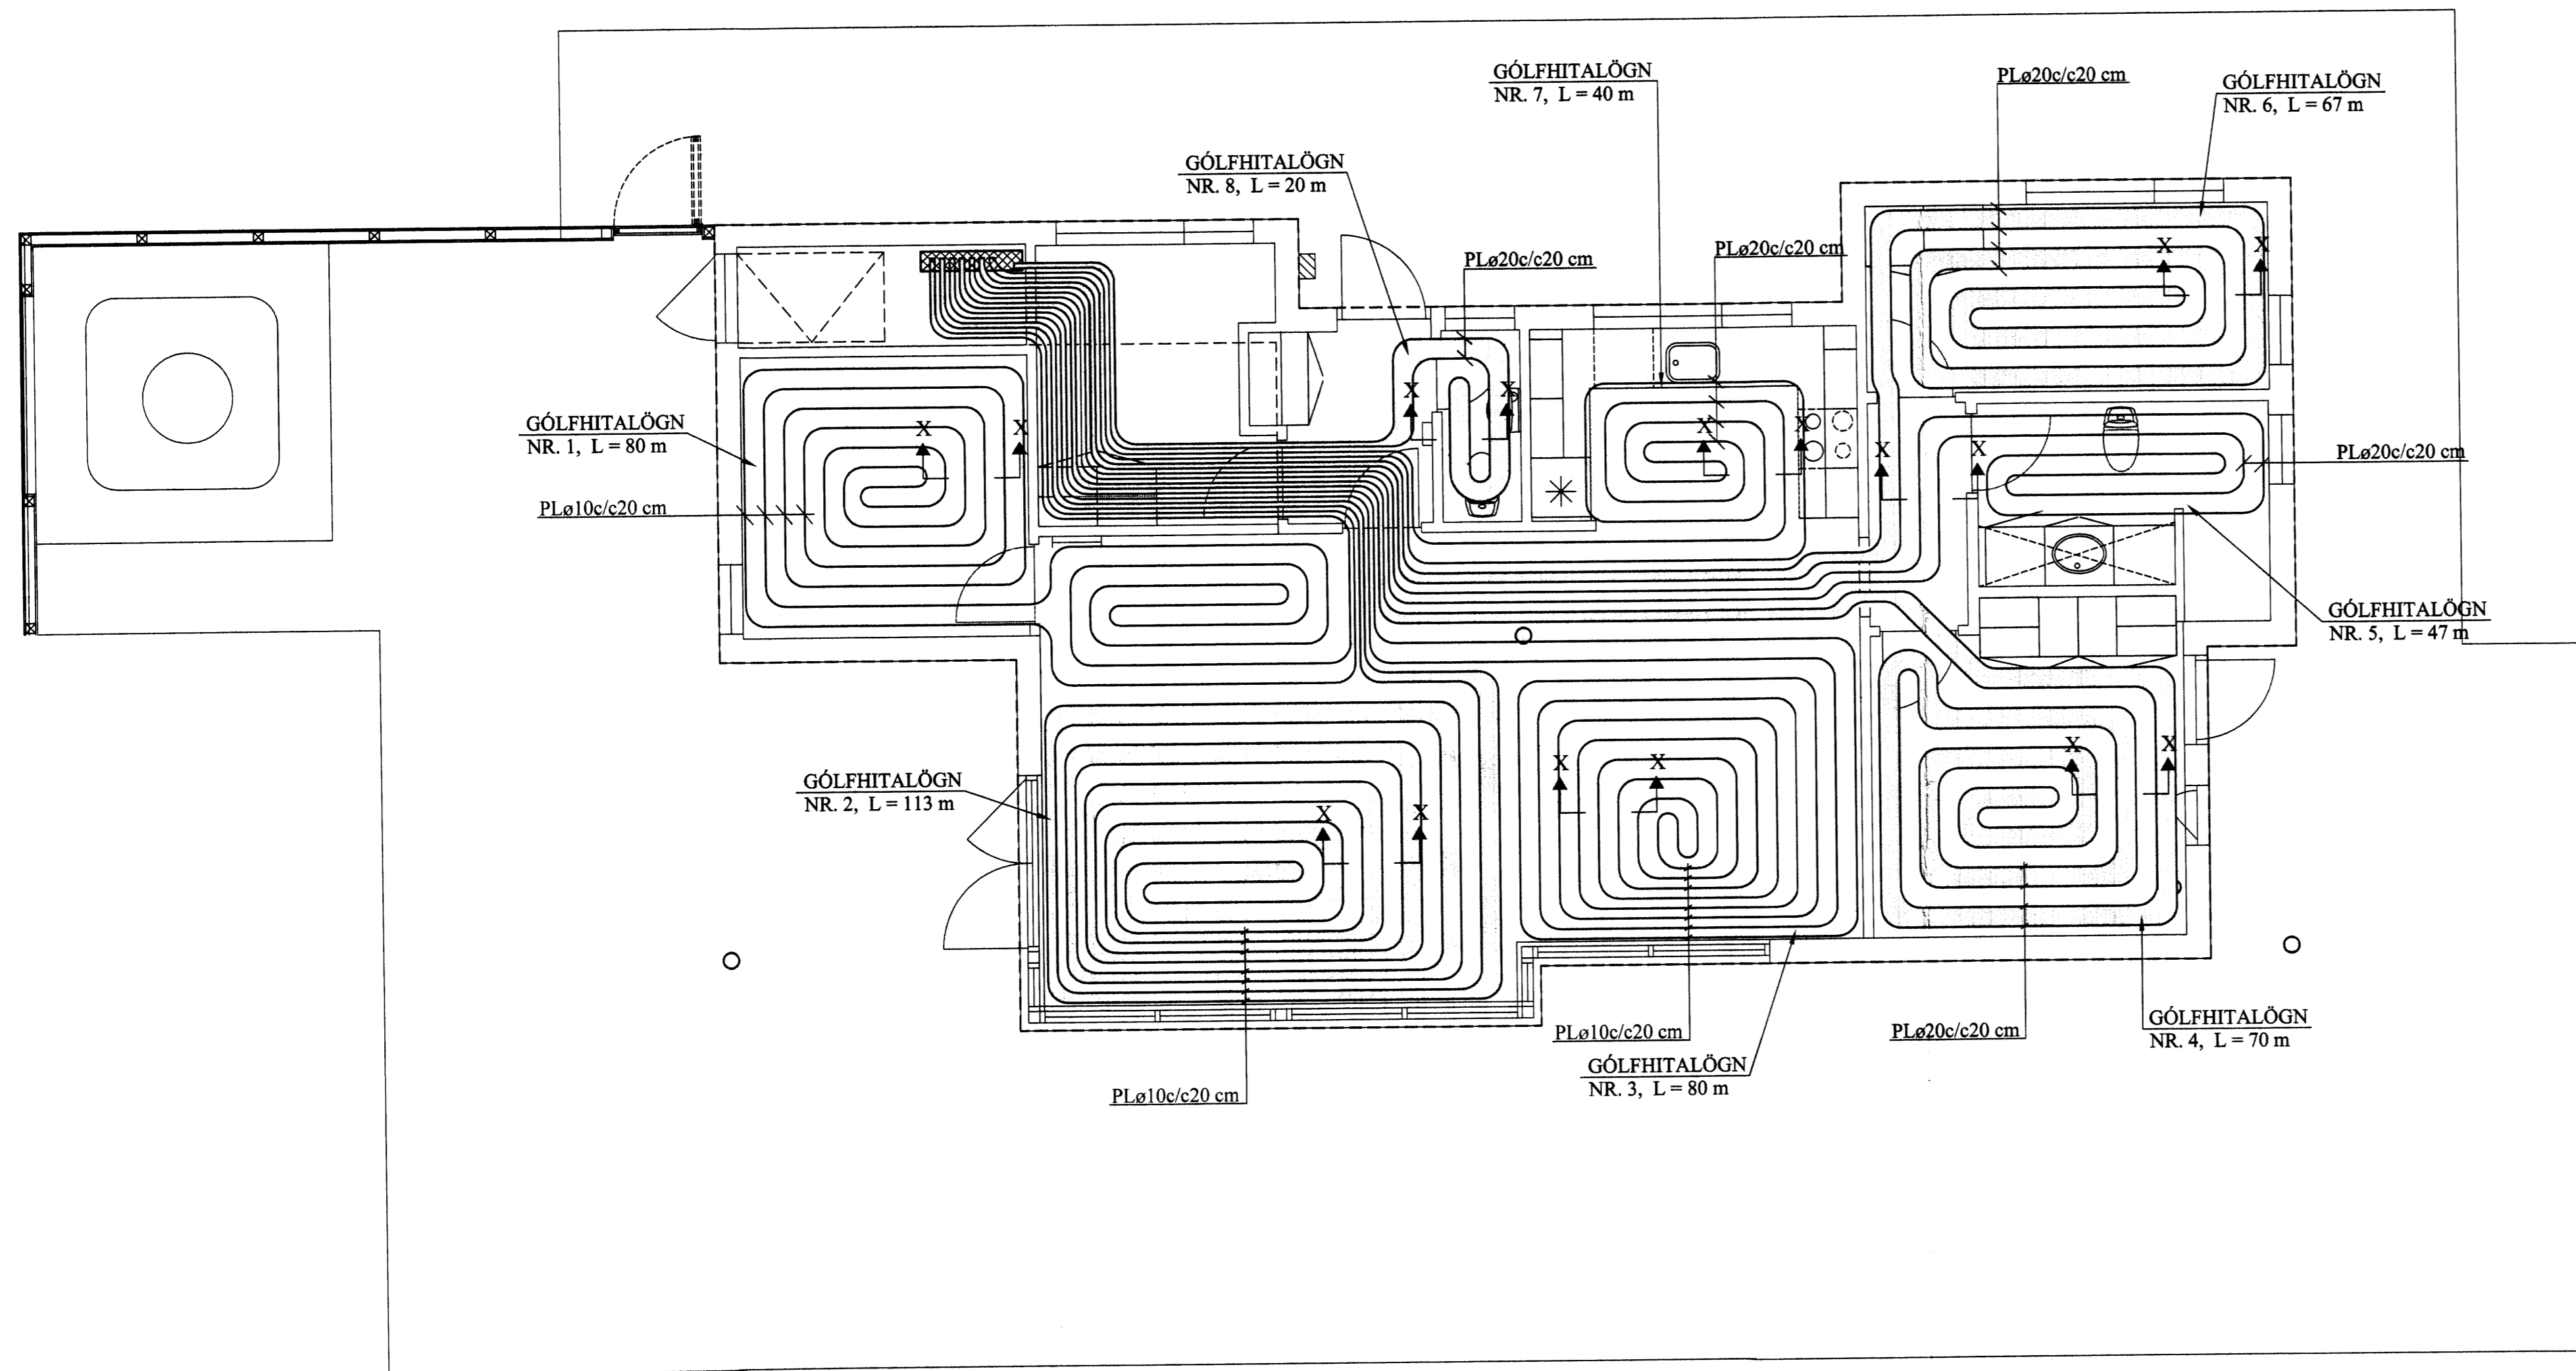 GÓLFHITALÖGN
NR. 7,  L = 40 m
PLø20c/c20 cm
GÓLFHITALÖGN
NR. 6,  L = 67 m
GÓLFHITALÖGN
NR. 8,  L = 20 m
PLø20c/c20 cm
PLø20c/c20 cm
X
X
X
X
X
X
GÓLFHITALÖGN
NR. 1,  L = 80 m
X
X
X
X
PLø20c/c20 cm
PLø10c/c20 cm
GÓLFHITALÖGN
NR. 5,  L = 47 m
GÓLFHITALÖGN
NR. 2,  L = 113 m
X
X
X
X
X
X
PLø10c/c20 cm
PLø20c/c20 cm
GÓLFHITALÖGN
NR. 4,  L = 70 m
GÓLFHITALÖGN
NR. 3,  L = 80 m
PLø10c/c20 cm